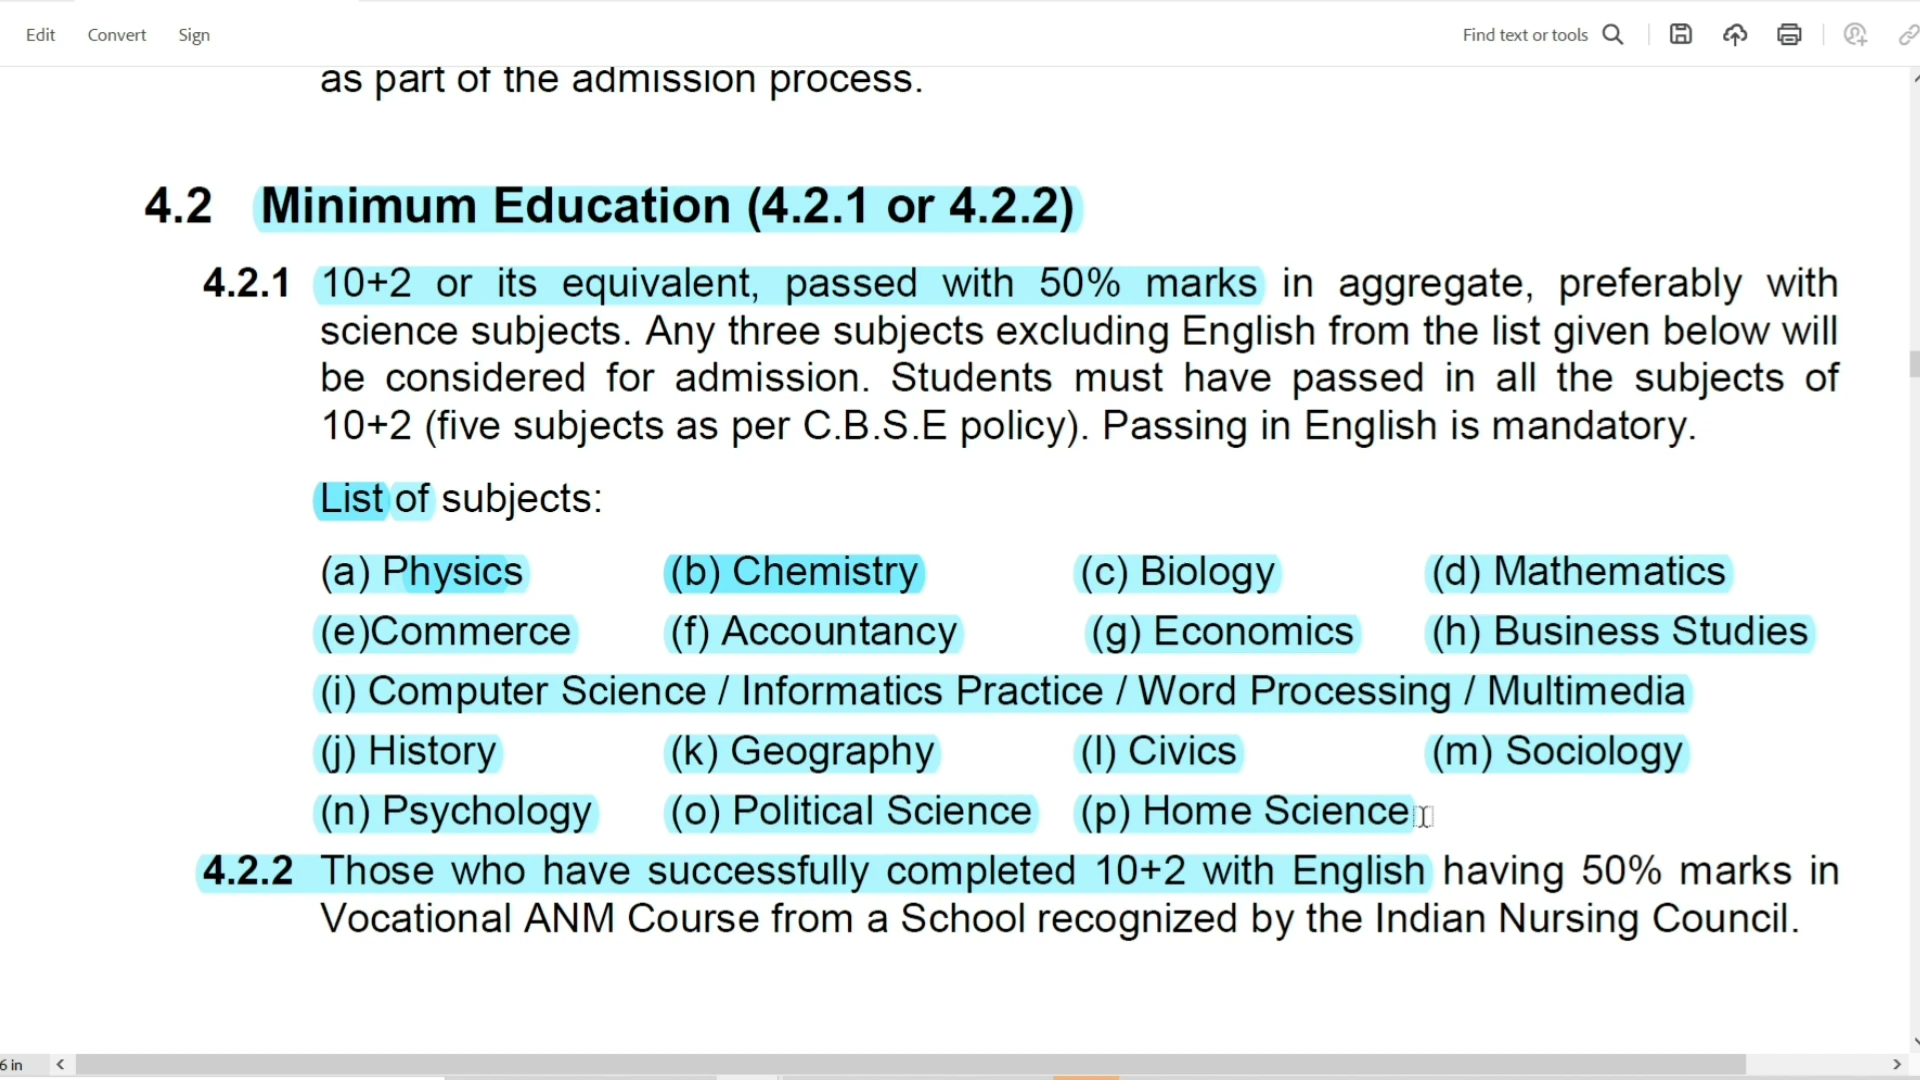 Edit Convert Sign Find text or tools
as part of the admission process.
4.2 Minimum Education (4.2.1 or 4.2.2)
4.2.1 10+2 or its equivalent, passed with 50% marks in aggregate, preferably with
science subjects. Any three subjects excluding English from the list given below will
be considered for admission. Students must have passed in all the subjects of
10+2 (five subjects as per C.B.S.E policy). Passing in English is mandatory.
List of subjects:
(a) Physics (b) Chemistry (c) Biology (d) Mathematics
(e)Commerce (f) Accountancy (g) Economics (h) Business Studies
(i) Computer Science / Informatics Practice / Word Processing / Multimedia
(j) History (k) Geography (l) Civics (m) Sociology
(n) Psychology (o) Political Science (p) Home Science
4.2.2 Those who have successfully completed 10+2 with English having 50% marks in
Vocational ANM Course from a School recognized by the Indian Nursing Council.
6 in